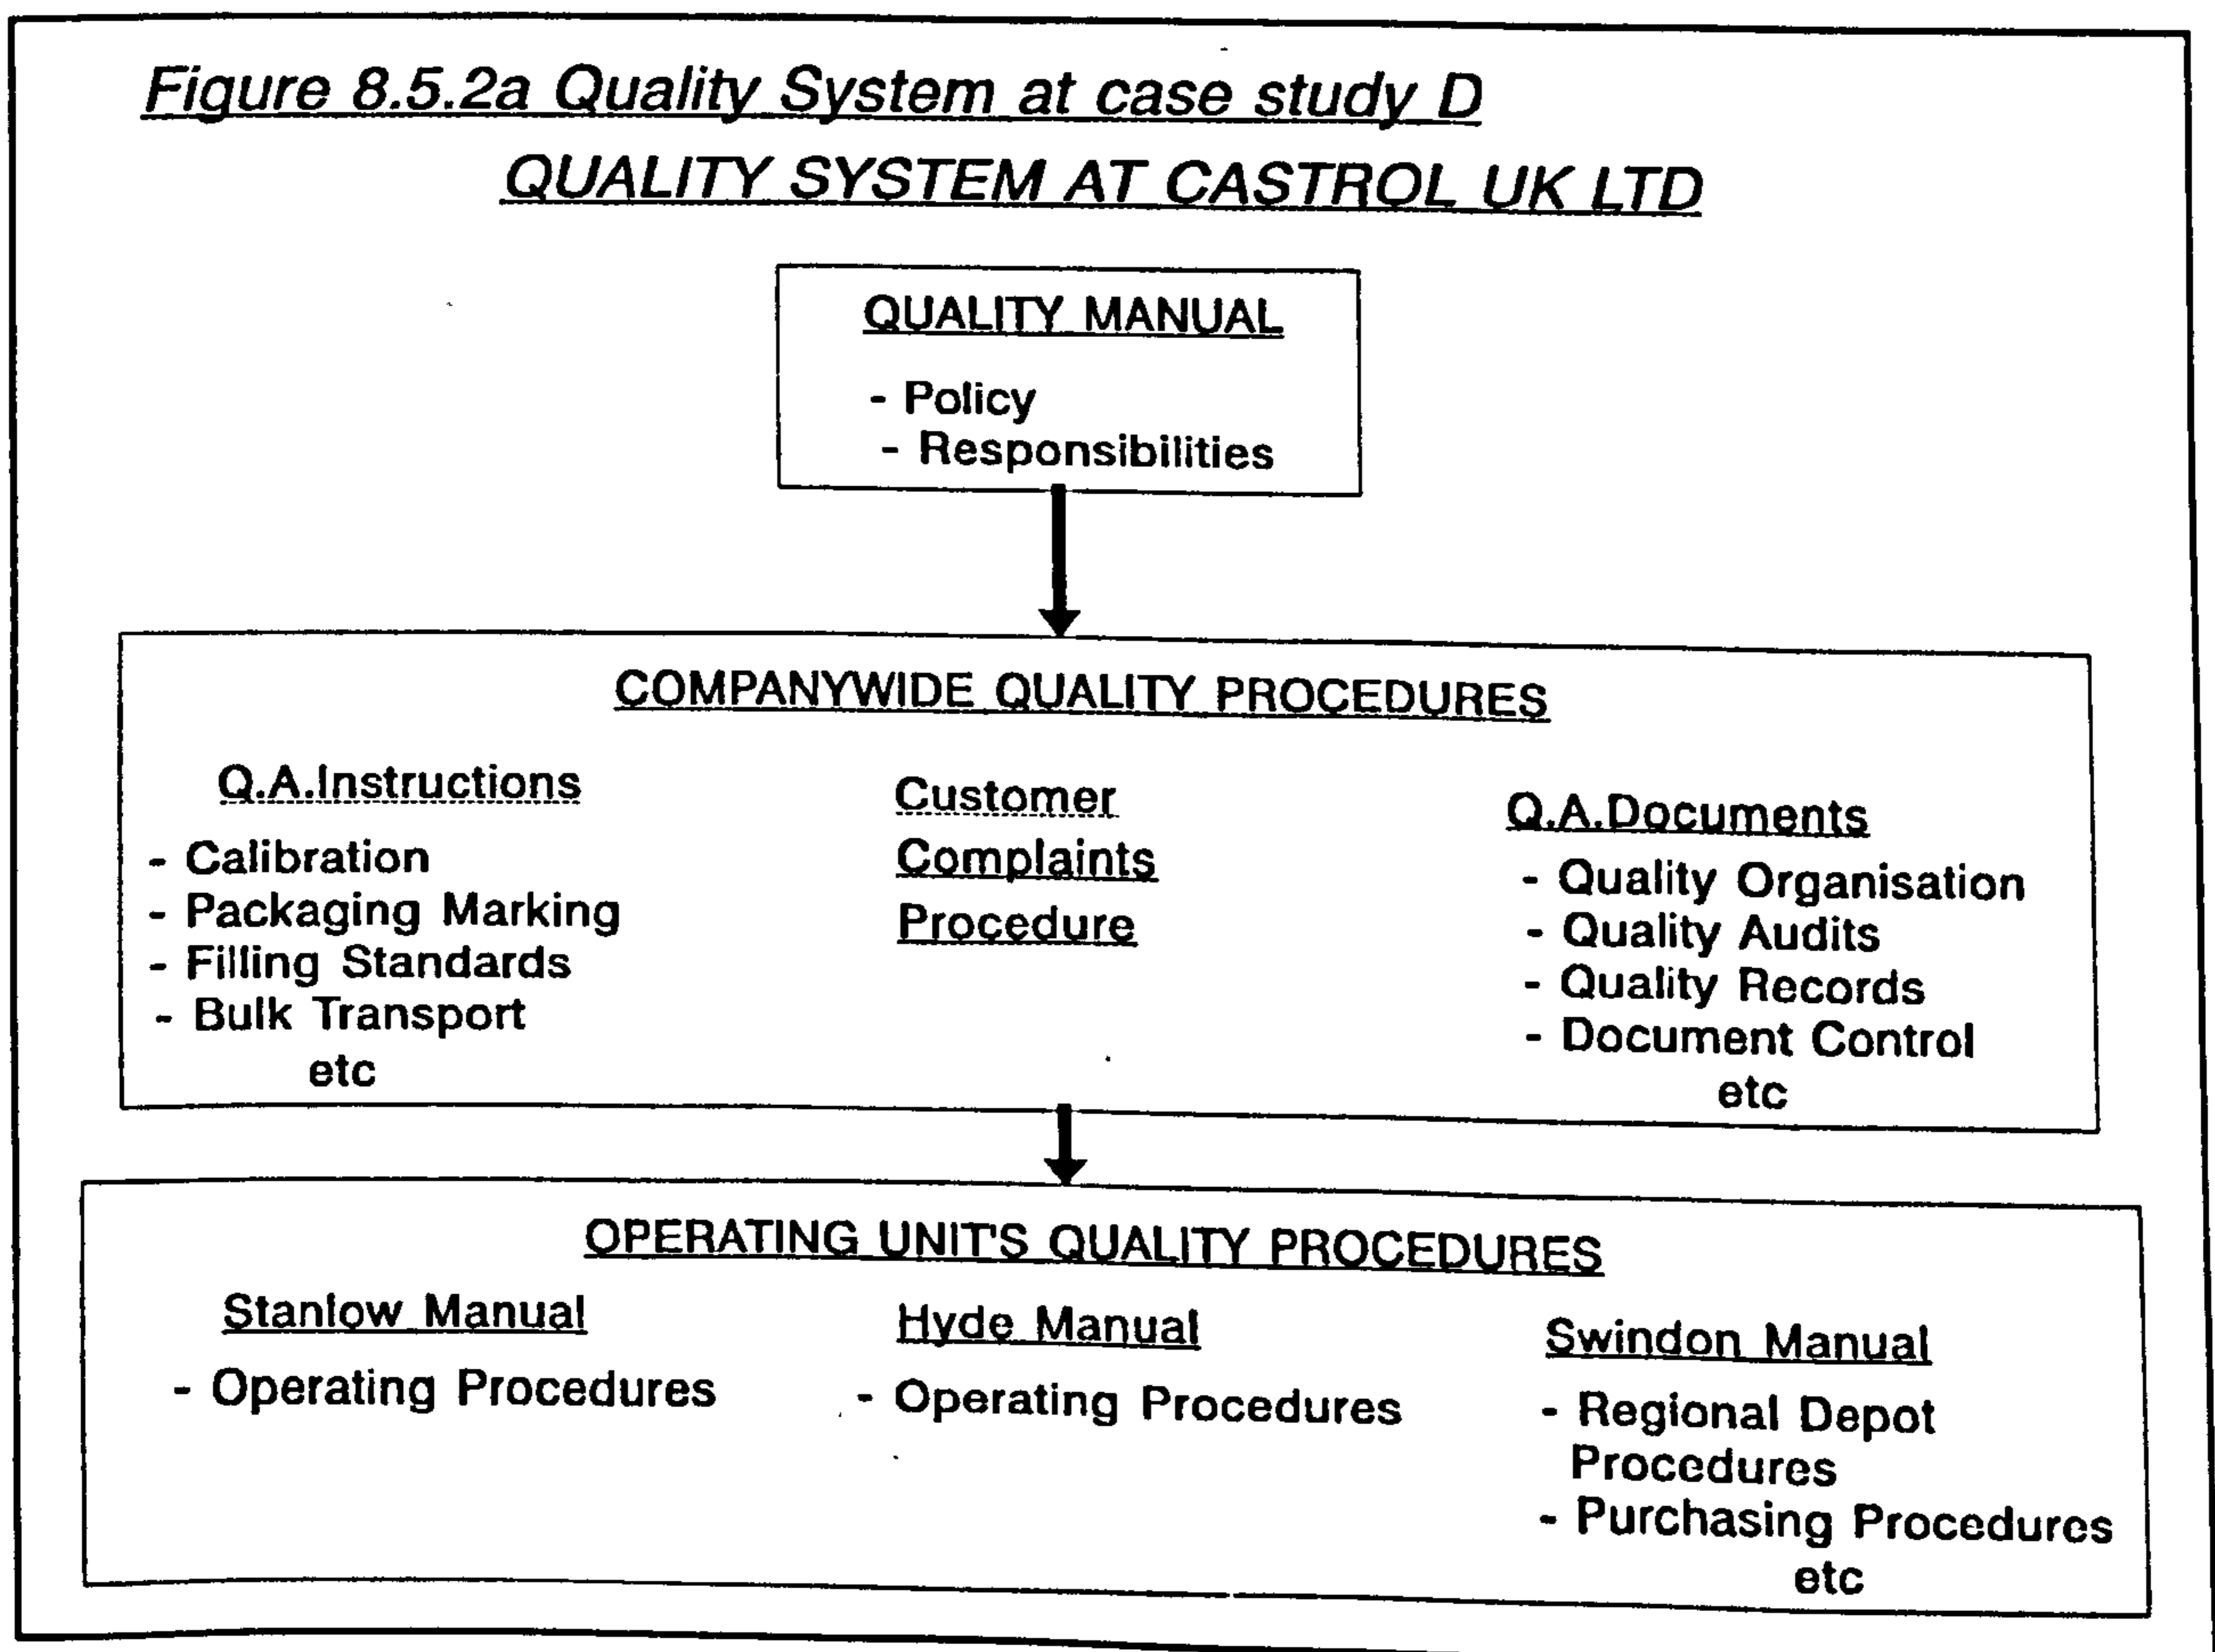 Figure 8.5.2a Quality System at case study D
QUALITY SYSTEM AT CASTROL UK LTD
QUALITY MANUAL
- Policy
- Responsibilities
COMPANYWIDE QUALITY PROCEDURES
Q.A.Instructions
- Calibration
- Packaging Marking
- Filling Standards
- Bulk Transport
etc
Customer
Complaints
Procedure
Q.A.Documents
- Quality Organisation
- Quality Audits
- Quality Records
- Document Control
etc
OPERATING UNIT'S QUALITY PROCEDURES
Stanlow Manual
- Operating Procedures
Hyde Manual
- Operating Procedures
Swindon Manual
- Regional Depot
Procedures
- Purchasing Procedures
etc